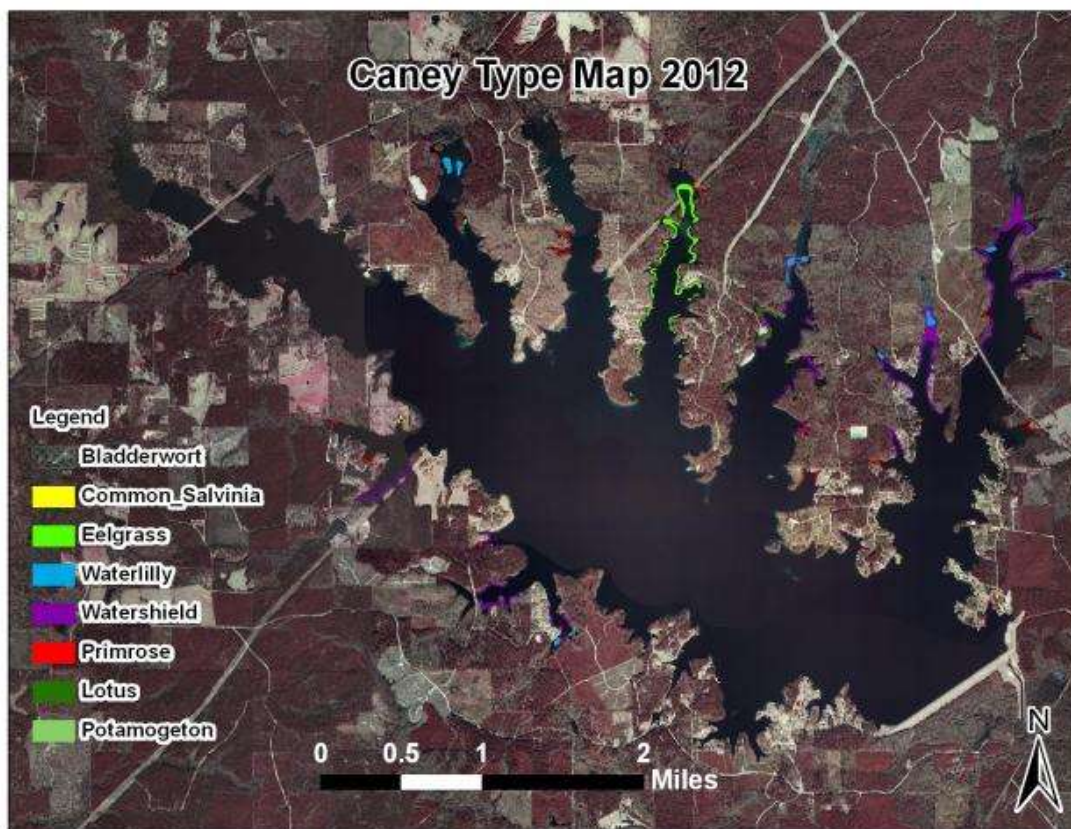 Caney Type Map 2012
Legend
Bladderwort
Common_Salvinia
Eelgrass
Waterlilly
Watershield
Primrose
Lotus
Potamogeton
0 0.5 1 2
Miles
N